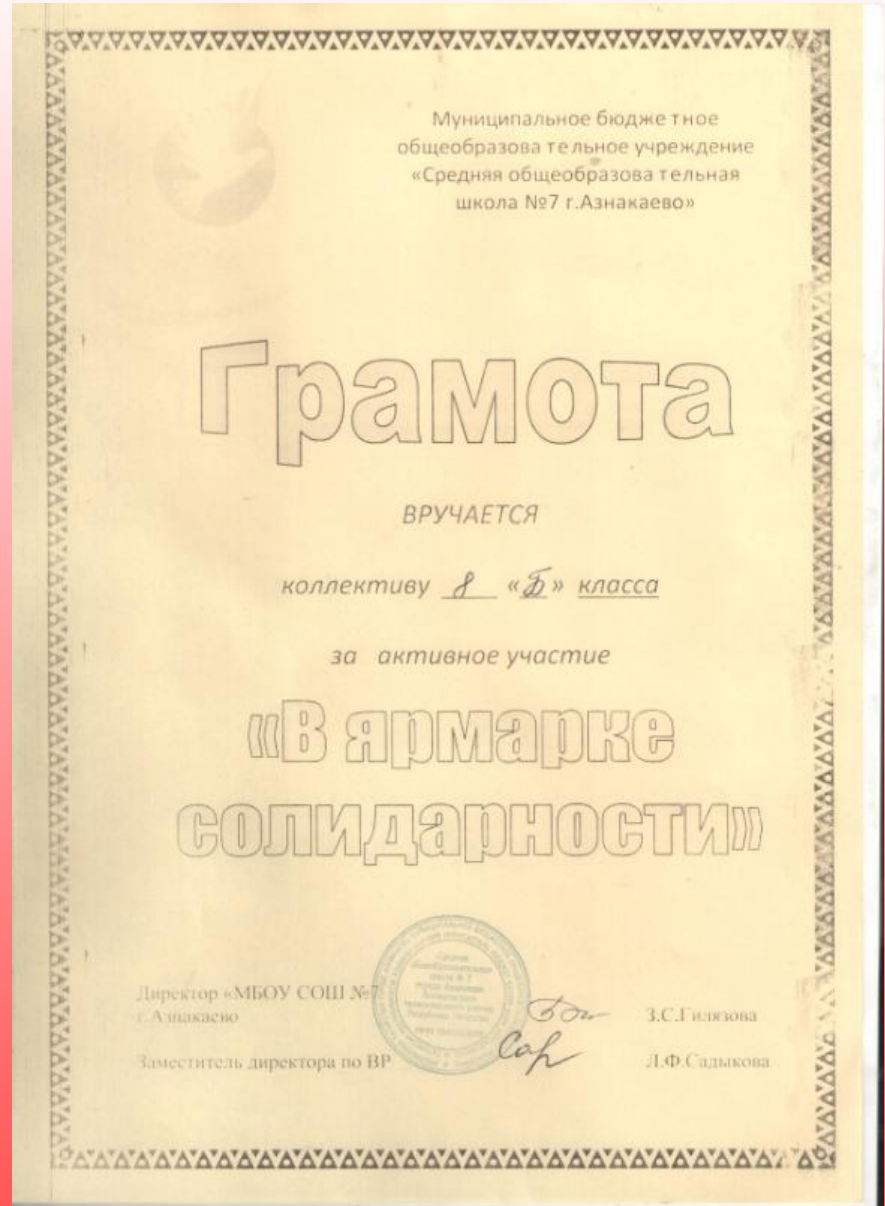 Муниципальное бюджетное
общеобразовательное учреждение
«Средняя общеобразовательная
школа №7 г.Азнакаево»
Грамота
ВРУЧАЕТСЯ
коллективу 8 «Б» класса
за активное участие
«В ярмарке
солидарности»
Директор «МБОУ СОШ №7
г.Азнакаево
З.С.Гилязова
Заместитель директора по ВР
Л.Ф.Садыкова